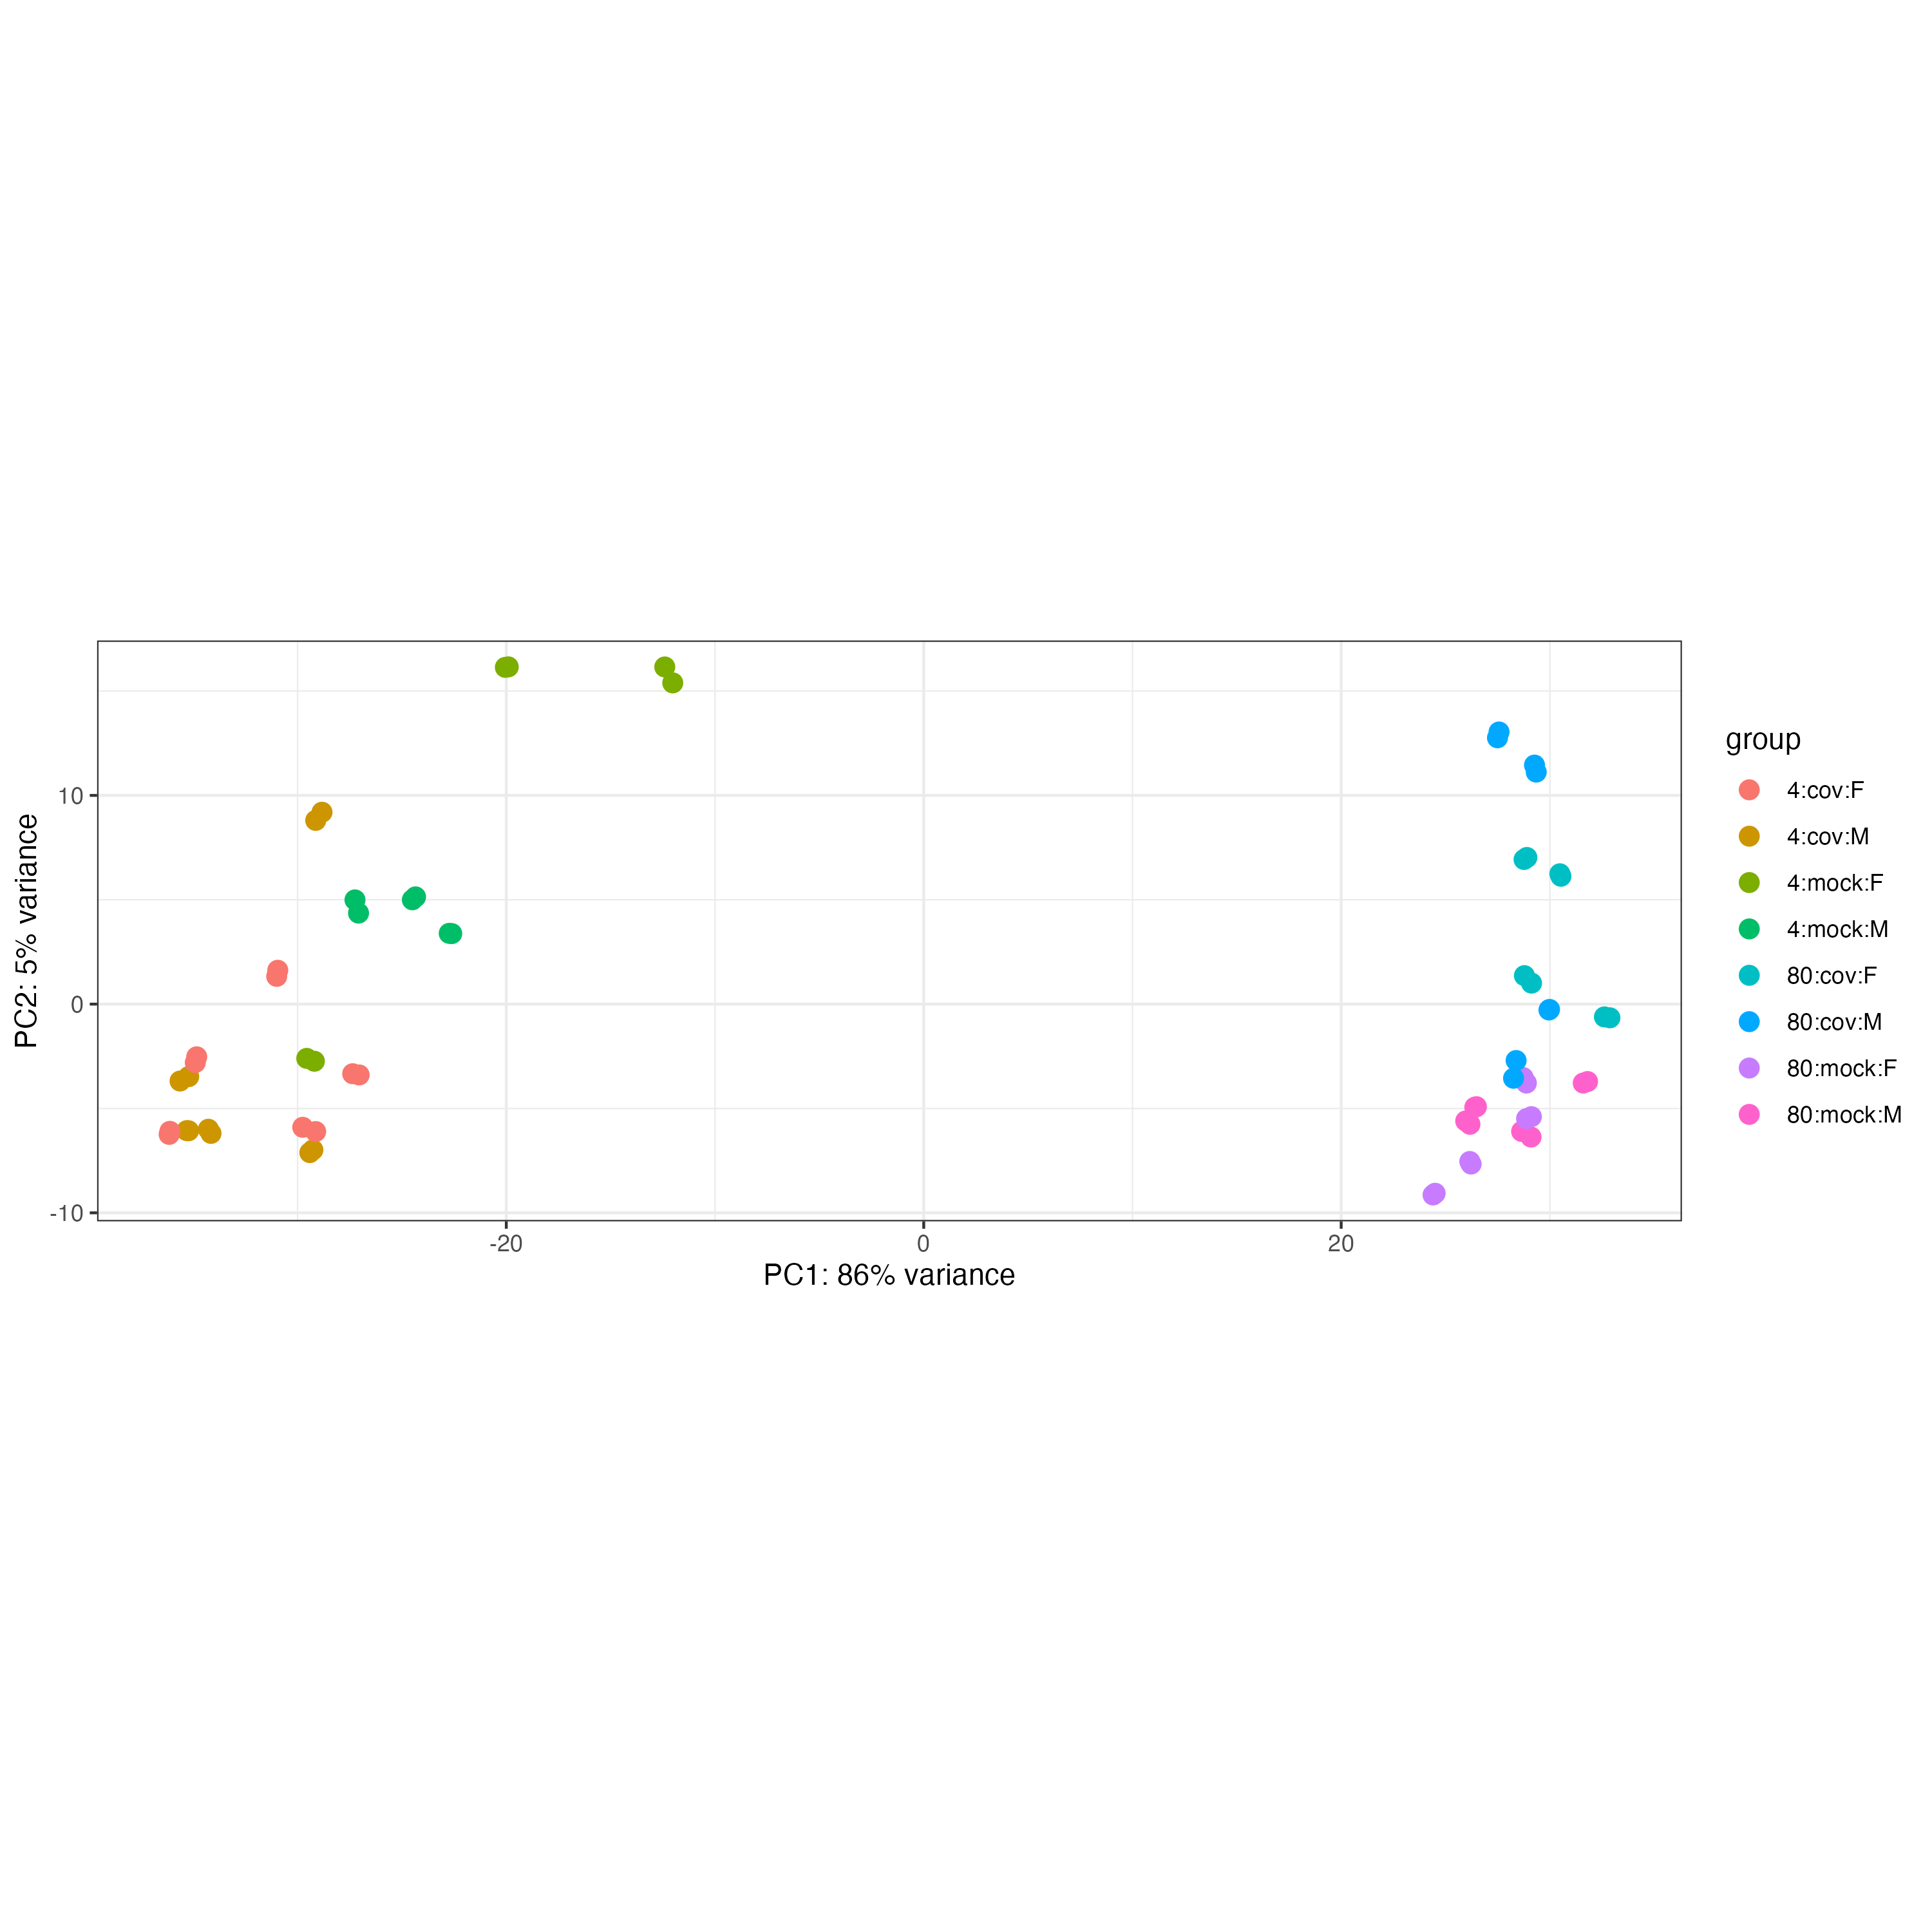 10
0
-10
-20
0
20
PC1: 86% variance
PC2: 5% variance
group
4:cov:F
4:cov:M
4:mock:F
4:mock:M
80:cov:F
80:cov:M
80:mock:F
80:mock:M